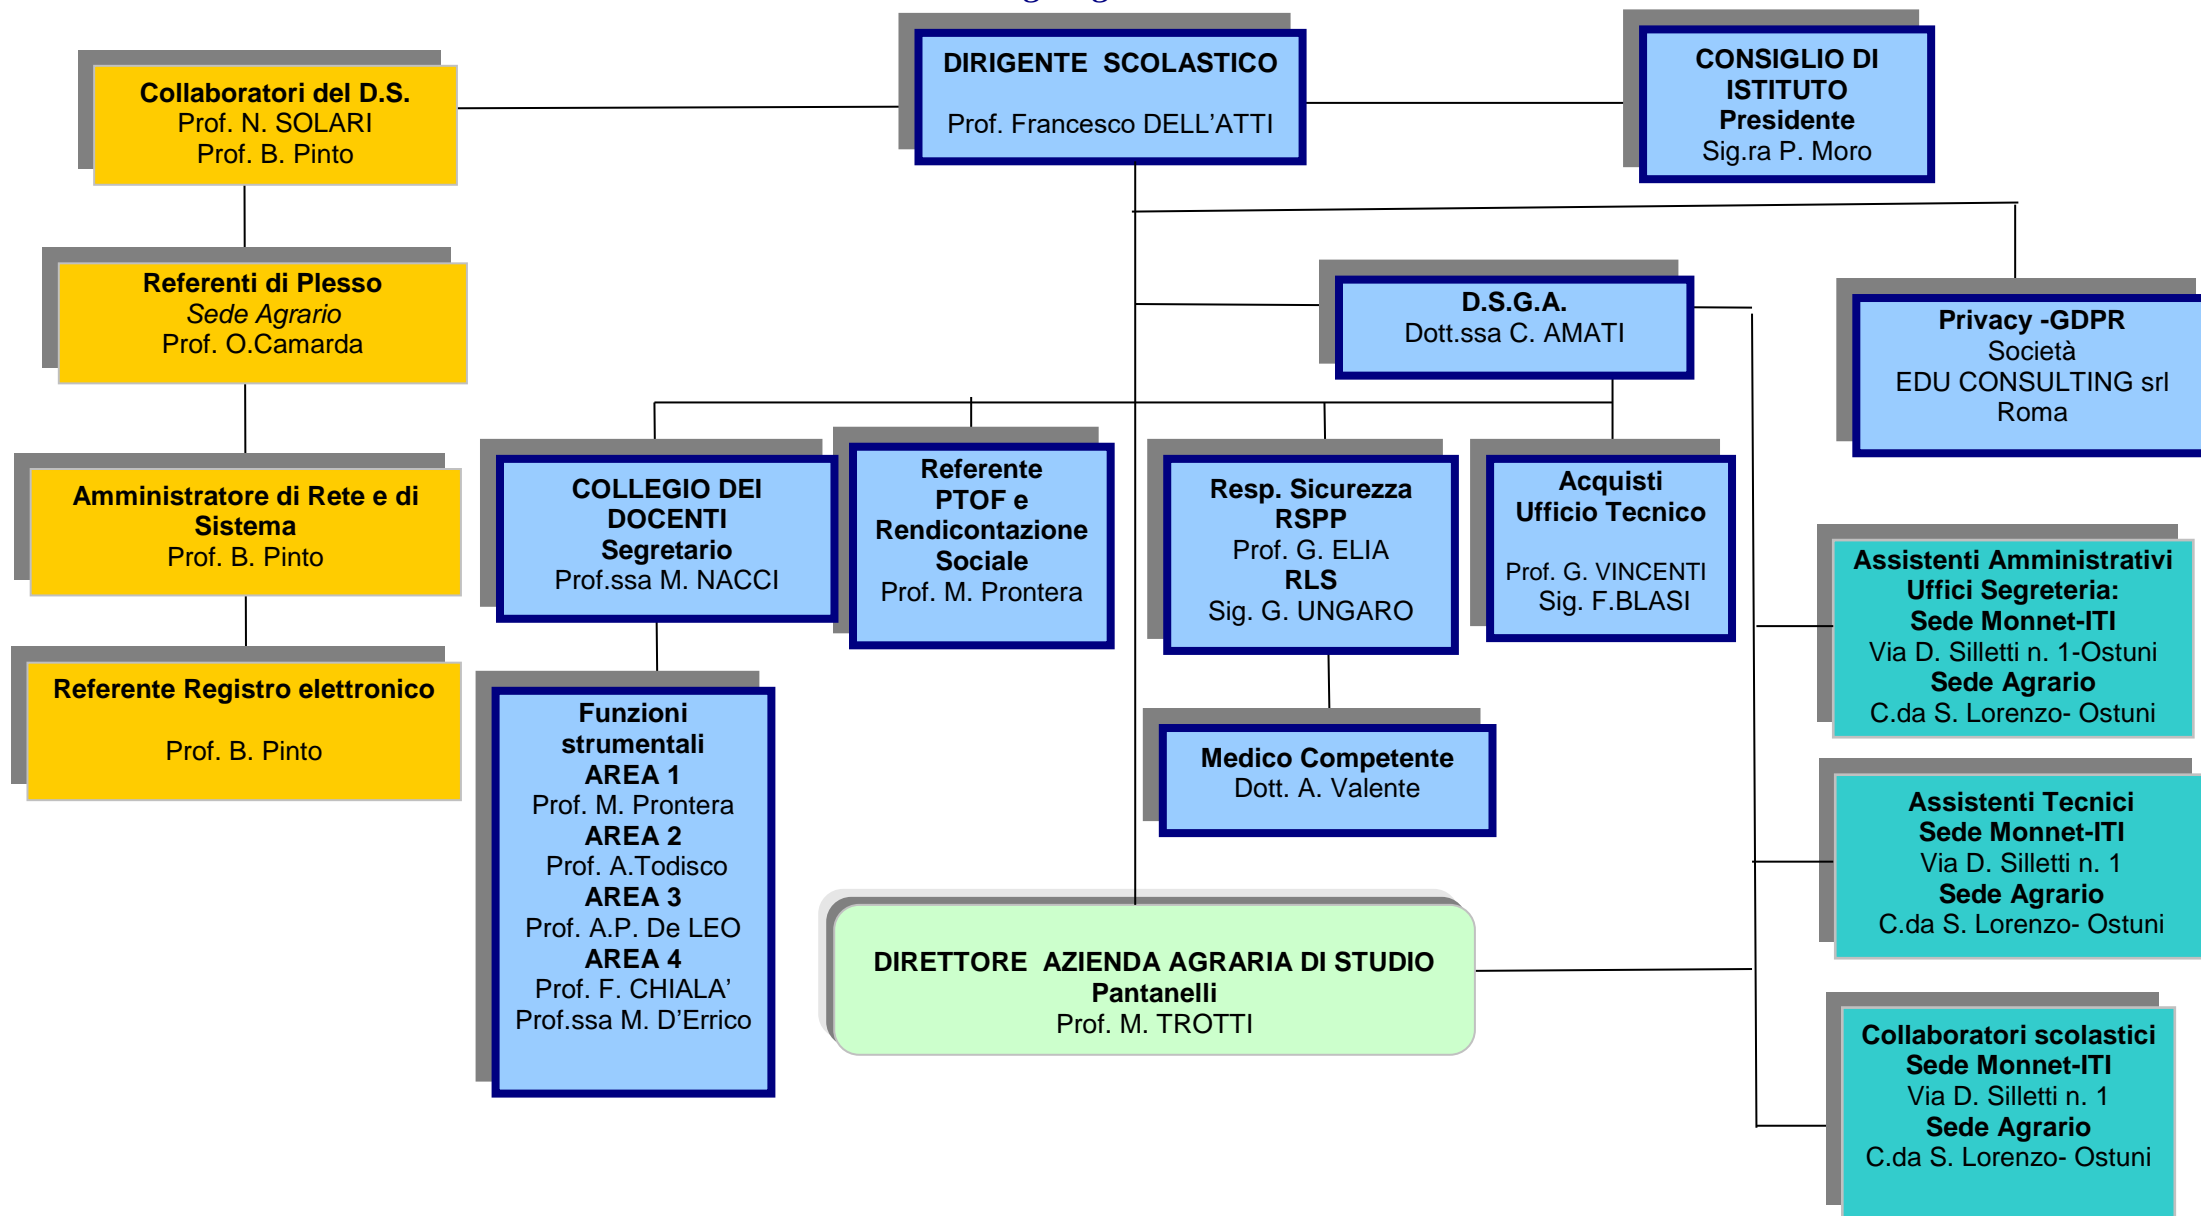 DIRIGENTE SCOLASTICO
Prof. Francesco DELL'ATTI
CONSIGLIO DI
ISTITUTO
Presidente
Sig.ra P. Moro
Collaboratori del D.S.
Prof. N. SOLARI
Prof. B. Pinto
Referenti di Plesso
Sede Agrario
Prof. O.Camarda
D.S.G.A.
Dott.ssa C. AMATI
Privacy -GDPR
Società
EDU CONSULTING srl
Roma
Amministratore di Rete e di
Sistema
Prof. B. Pinto
COLLEGIO DEI
DOCENTI
Segretario
Prof.ssa M. NACCI
Referente
PTOF e
Rendicontazione
Sociale
Prof. M. Prontera
Resp. Sicurezza
RSPP
Prof. G. ELIA
RLS
Sig. G. UNGARO
Acquisti
Ufficio Tecnico
Prof. G. VINCENTI
Sig. F.BLASI
Assistenti Amministrativi
Uffici Segreteria:
Sede Monnet-ITI
Via D. Silletti n. 1-Ostuni
Sede Agrario
C.da S. Lorenzo- Ostuni
Referente Registro elettronico
Prof. B. Pinto
Funzioni
strumentali
AREA 1
Prof. M. Prontera
AREA 2
Prof. A.Todisco
AREA 3
Prof. A.P. De LEO
AREA 4
Prof. F. CHIALA'
Prof.ssa M. D'Errico
Medico Competente
Dott. A. Valente
Assistenti Tecnici
Sede Monnet-ITI
Via D. Silletti n. 1
Sede Agrario
C.da S. Lorenzo- Ostuni
DIRETTORE AZIENDA AGRARIA DI STUDIO
Pantanelli
Prof. M. TROTTI
Collaboratori scolastici
Sede Monnet-ITI
Via D. Silletti n. 1
Sede Agrario
C.da S. Lorenzo- Ostuni